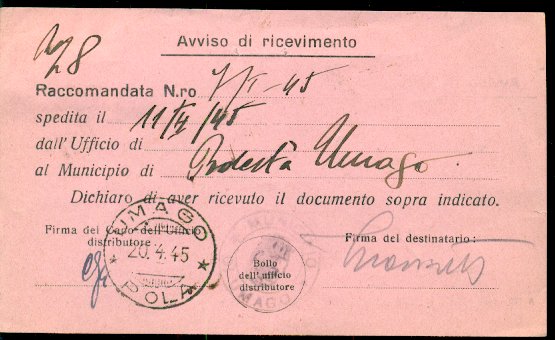 Avviso di ricevimento
Raccomandata N.ro
spedita il 11/4/45
dall'Ufficio di
al Municipio di Podestà Umago
Dichiaro di aver ricevuto il documento sopra indicato.
Firma del Capo dell'Ufficio
distributore:
Firma del destinatario:
UMAGO
20.4.45
POLA
Bollo
dell'ufficio
distributore
UMAGO